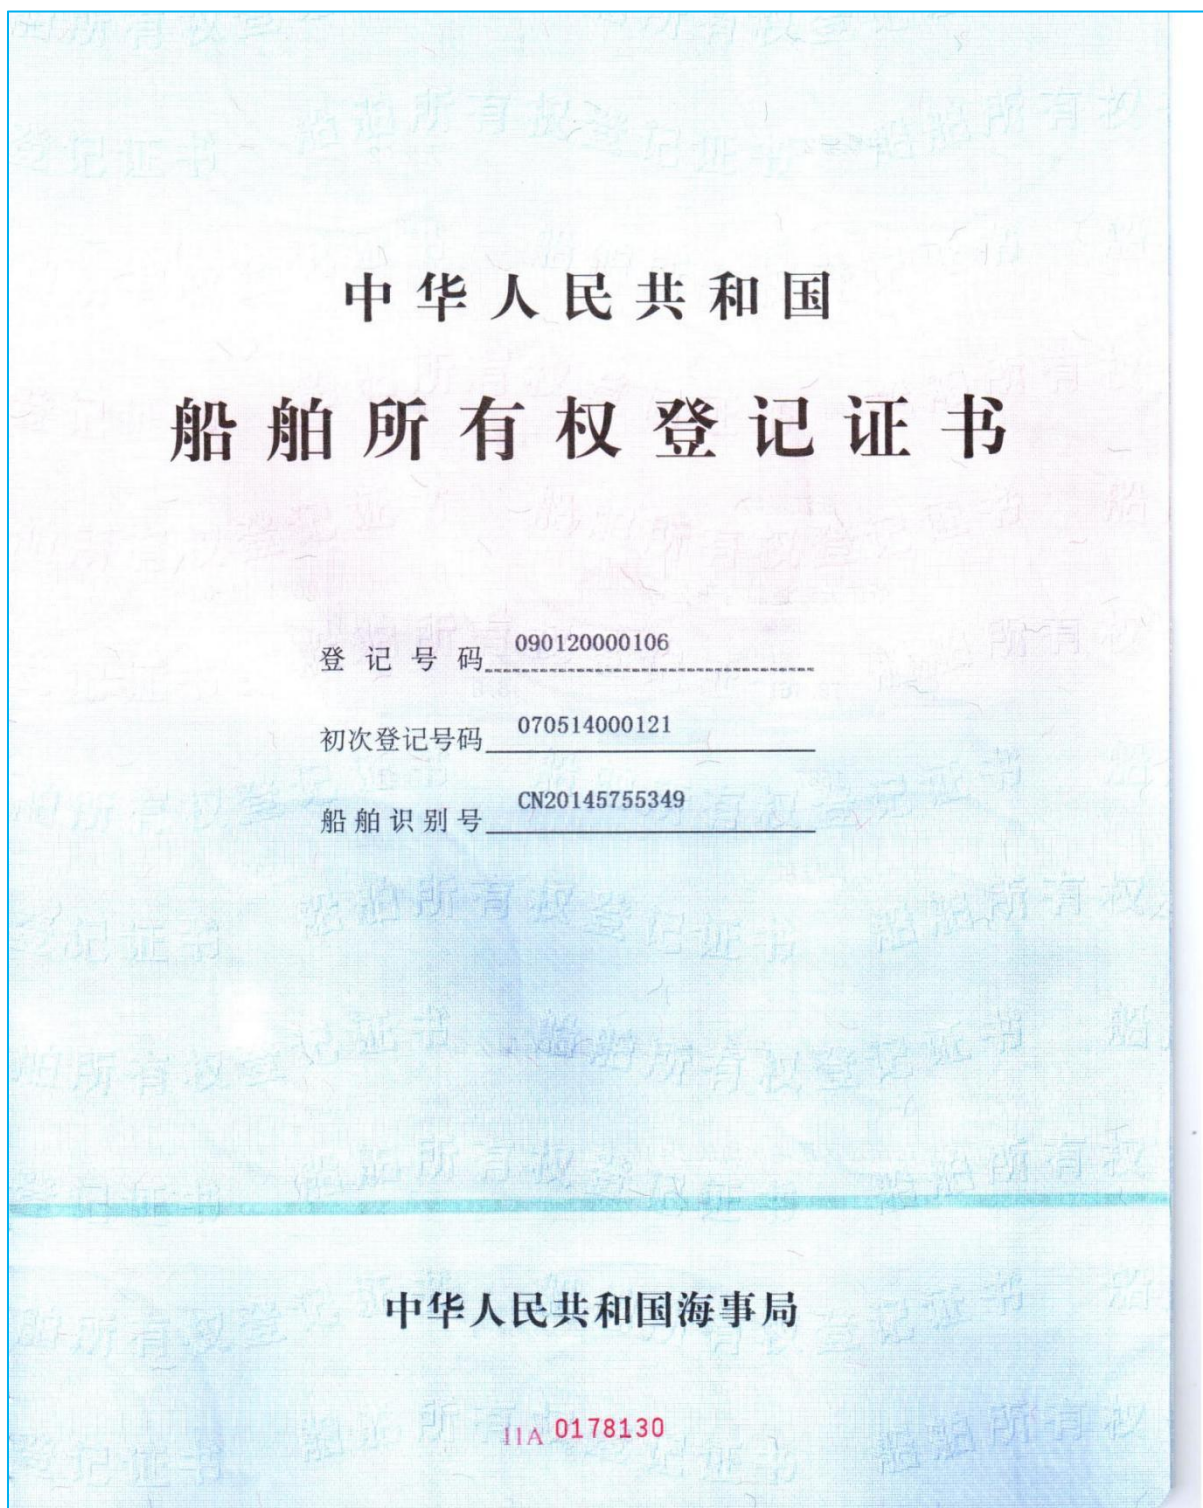 中华人民共和国
船舶所有权登记证书
登记号码 090120000106
初次登记号码 070514000121
船舶识别号 CN20145755349
中华人民共和国海事局
IIA 0178130